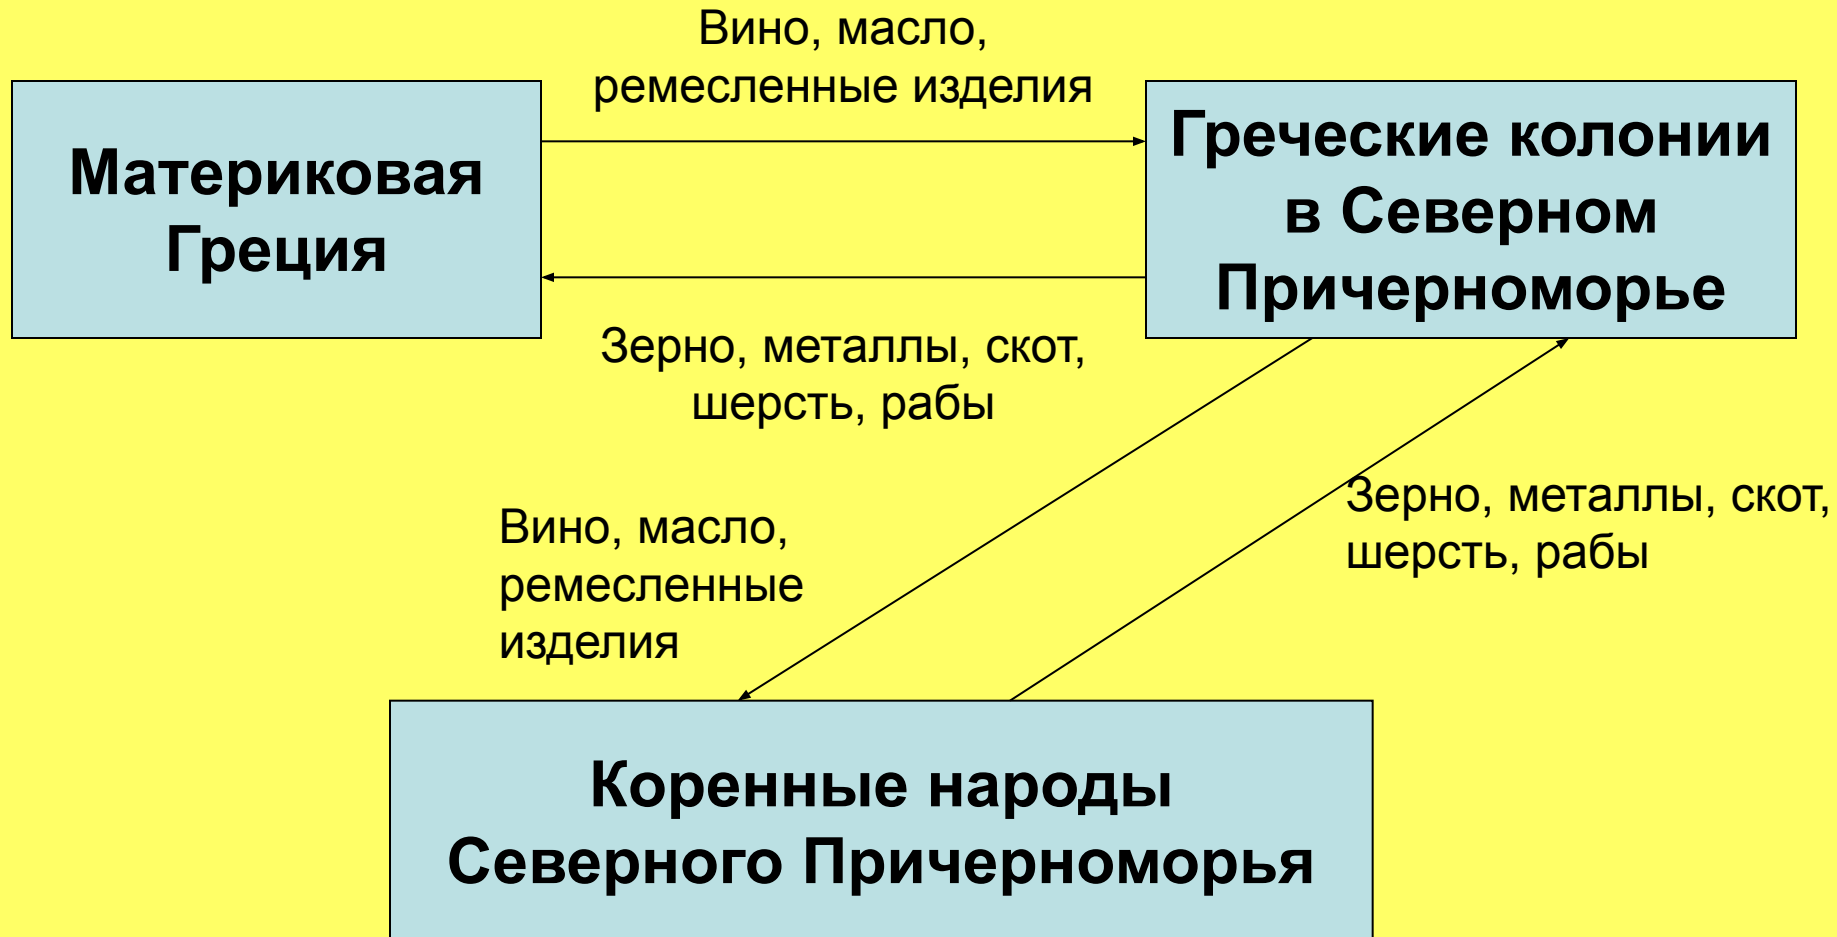 Вино, масло,
ремесленные изделия
Материковая
Греция
Греческие колонии
в Северном
Причерноморье
Зерно, металлы, скот,
шерсть, рабы
Вино, масло,
ремесленные
изделия
Зерно, металлы, скот,
шерсть, рабы
Коренные народы
Северного Причерноморья